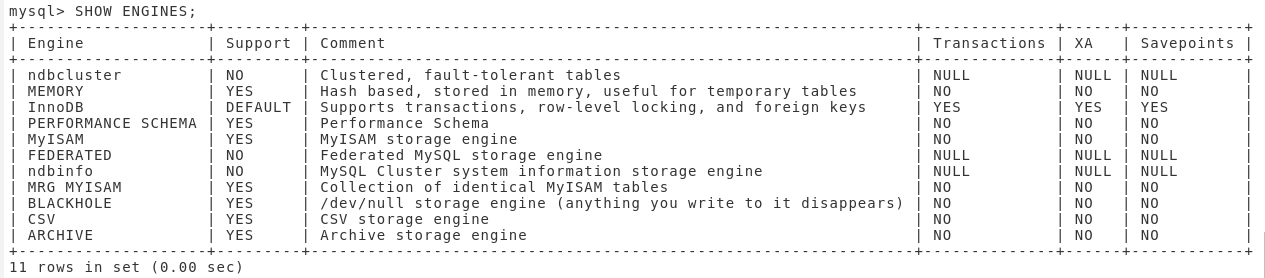 mysql> SHOW ENGINES;
+--------------------+---------+----------------------------------------------------------------+--------------+------+------------+
| Engine             | Support | Comment                                                        | Transactions | XA   | Savepoints |
+--------------------+---------+----------------------------------------------------------------+--------------+------+------------+
| ndbcluster         | NO      | Clustered, fault-tolerant tables                               | NULL         | NULL | NULL       |
| MEMORY             | YES     | Hash based, stored in memory, useful for temporary tables      | NO           | NO   | NO         |
| InnoDB             | DEFAULT | Supports transactions, row-level locking, and foreign keys     | YES          | YES  | YES        |
| PERFORMANCE_SCHEMA | YES     | Performance Schema                                             | NO           | NO   | NO         |
| MyISAM             | YES     | MyISAM storage engine                                          | NO           | NO   | NO         |
| FEDERATED          | NO      | Federated MySQL storage engine                                 | NULL         | NULL | NULL       |
| ndbinfo            | NO      | MySQL Cluster system information storage engine                | NULL         | NULL | NULL       |
| MRG_MYISAM         | YES     | Collection of identical MyISAM tables                          | NO           | NO   | NO         |
| BLACKHOLE          | YES     | /dev/null storage engine (anything you write to it disappears) | NO           | NO   | NO         |
| CSV                | YES     | CSV storage engine                                             | NO           | NO   | NO         |
| ARCHIVE            | YES     | Archive storage engine                                         | NO           | NO   | NO         |
+--------------------+---------+----------------------------------------------------------------+--------------+------+------------+
11 rows in set (0.00 sec)